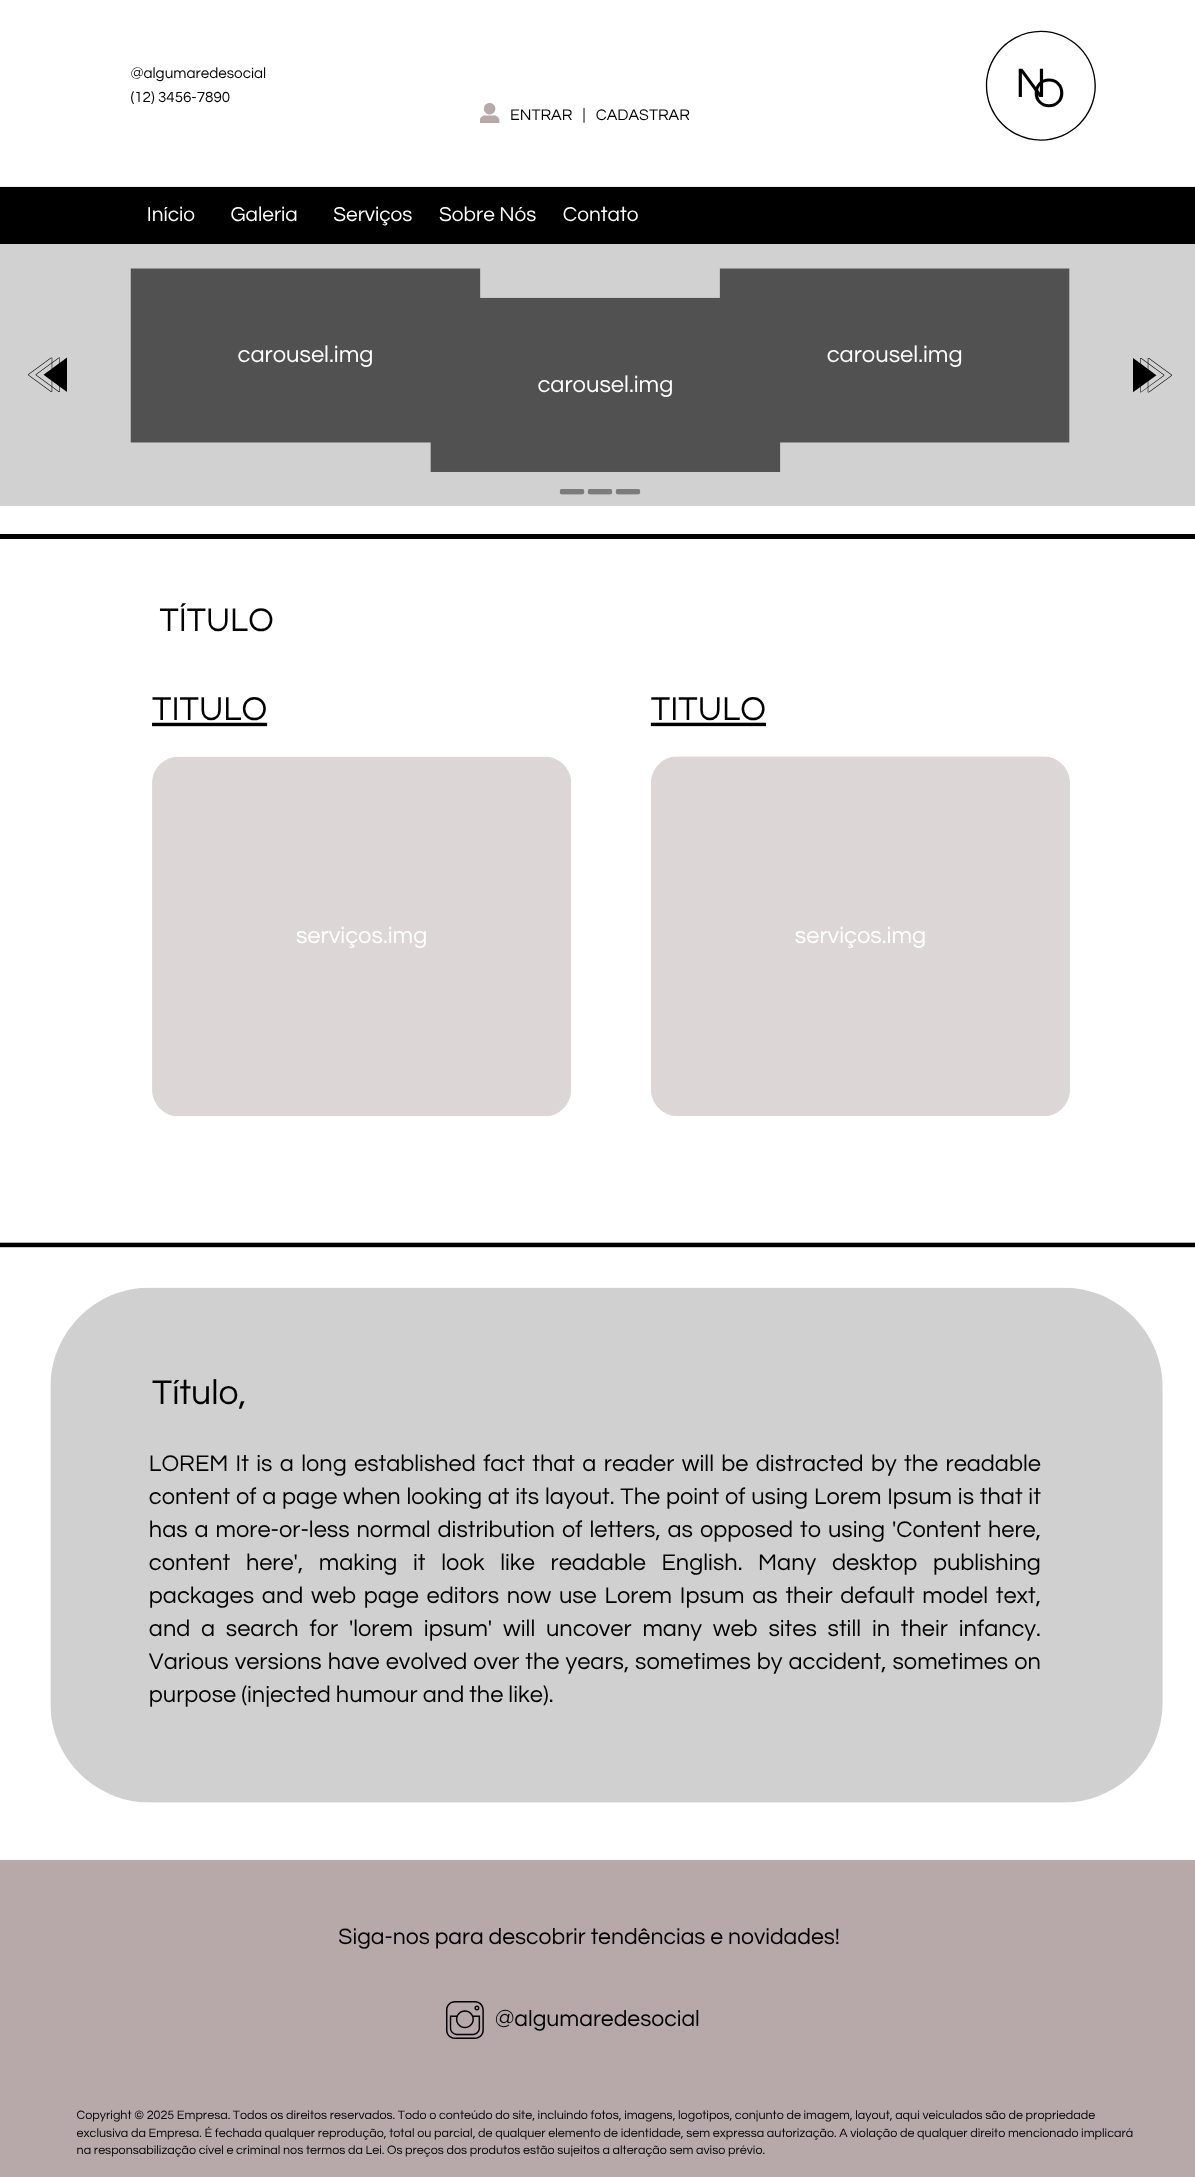 @algumaredesocial
(12) 3456-7890
ENTRAR | CADASTRAR
NO
Início Galeria Serviços Sobre Nós Contato
carousel.img
carousel.img
carousel.img
TÍTULO
TITULO
TITULO
serviços.img
serviços.img
Título,
LOREM It is a long established fact that a reader will be distracted by the readable
content of a page when looking at its layout. The point of using Lorem Ipsum is that it
has a more-or-less normal distribution of letters, as opposed to using 'Content here,
content here', making it look like readable English. Many desktop publishing
packages and web page editors now use Lorem Ipsum as their default model text,
and a search for 'lorem ipsum' will uncover many web sites still in their infancy.
Various versions have evolved over the years, sometimes by accident, sometimes on
purpose (injected humour and the like).
Siga-nos para descobrir tendências e novidades!
@algumaredesocial
Copyright © 2025 Empresa. Todos os direitos reservados. Todo o conteúdo do site, incluindo fotos, imagens, logotipos, conjunto de imagem, layout, aqui veiculados são de propriedade
exclusiva da Empresa. É fechada qualquer reprodução, total ou parcial, de qualquer elemento de identidade, sem expressa autorização. A violação de qualquer direito mencionado implicará
na responsabilização cível e criminal nos termos da Lei. Os preços dos produtos estão sujeitos a alteração sem aviso prévio.